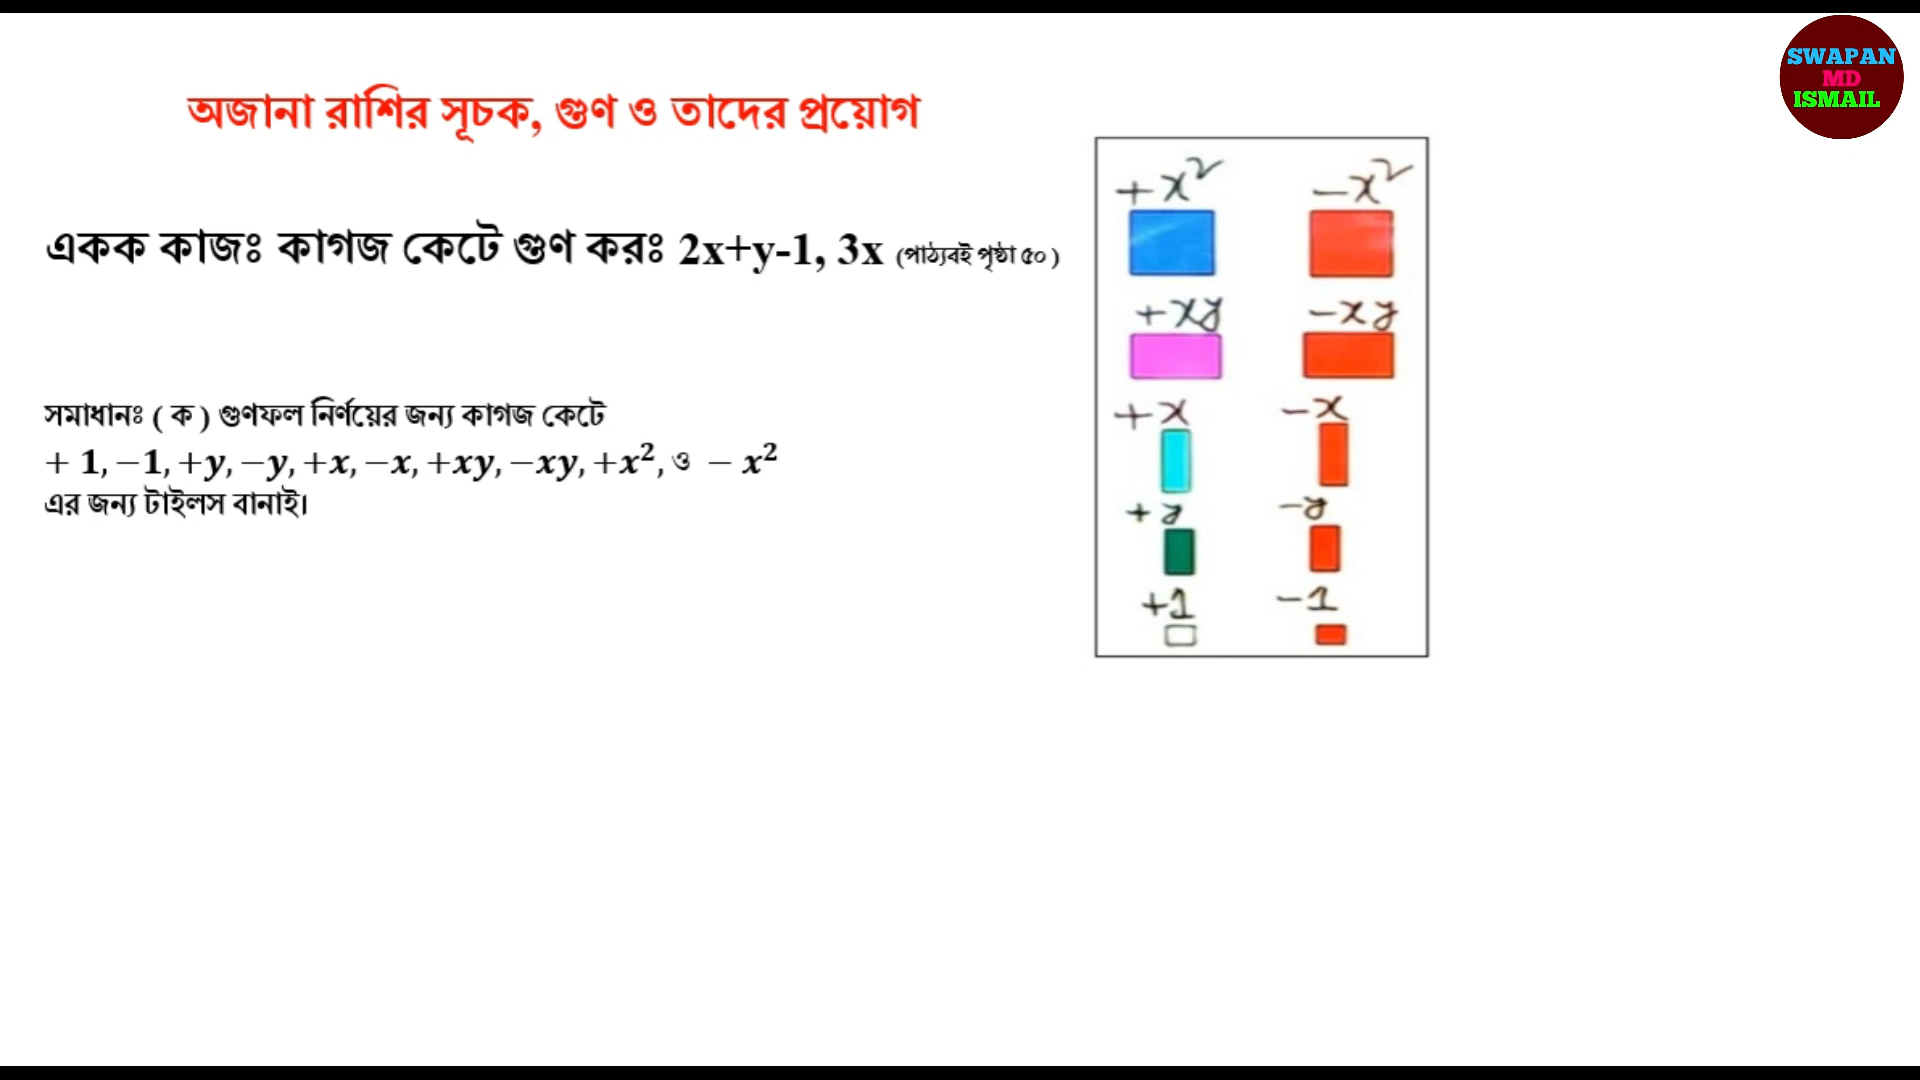 SWAPAN
MD
ISMAIL
অজানা রাশির সূচক, গুণ ও তাদের প্রয়োগ
একক কাজঃ কাগজ কেটে গুণ করঃ 2x+y-1, 3x (পাঠ্যবই পৃষ্ঠা ৫০ )
সমাধানঃ ( ক ) গুণফল নির্ণয়ের জন্য কাগজ কেটে
+ 1, −1, +y, −y, +x, −x, +xy, −xy, +x², ও − x²
এর জন্য টাইলস বানাই।
+x² −x²
+xy −xy
+x −x
+y −y
+1 −1